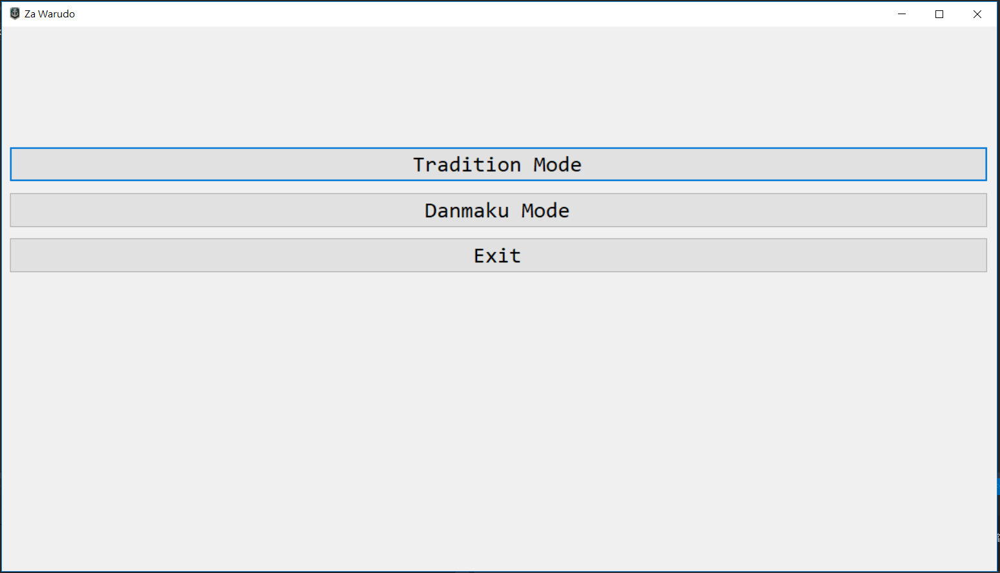 Za Warudo
Tradition Mode
Danmaku Mode
Exit